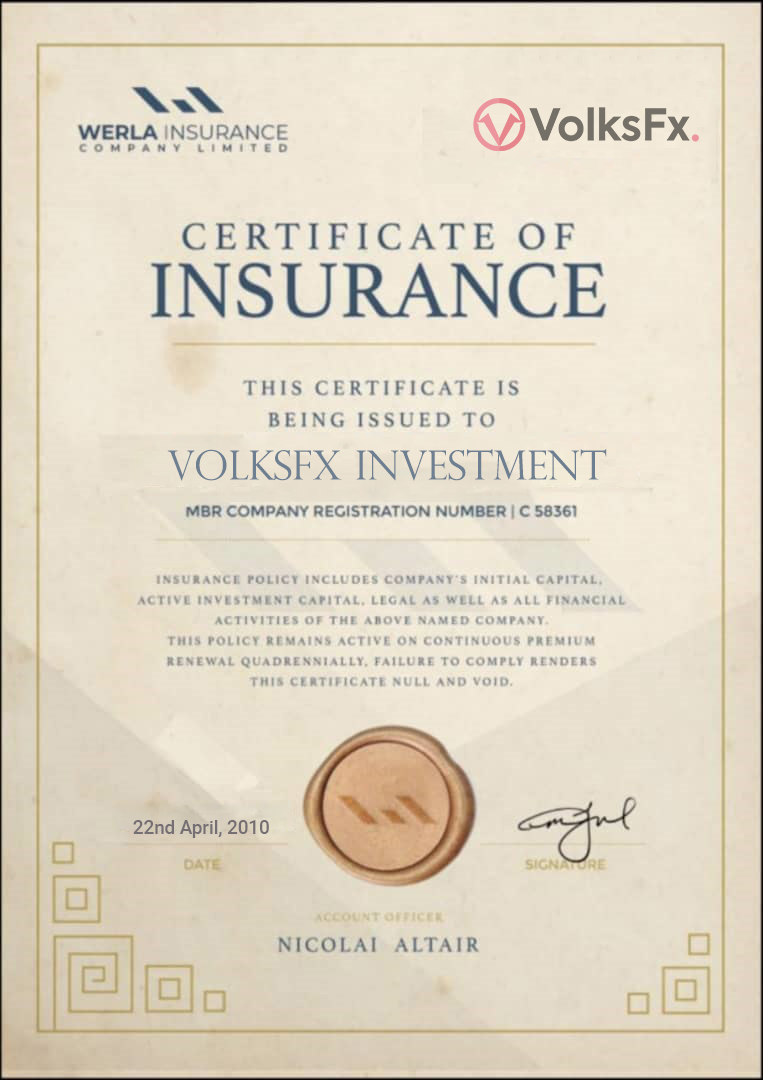 WERLA INSURANCE
COMPANY LIMITED
VolksFx.
CERTIFICATE OF
INSURANCE
THIS CERTIFICATE IS
BEING ISSUED TO
VOLKSFX INVESTMENT
MBR COMPANY REGISTRATION NUMBER | C 58361
INSURANCE POLICY INCLUDES COMPANY'S INITIAL CAPITAL,
ACTIVE INVESTMENT CAPITAL, LEGAL AS WELL AS ALL FINANCIAL
ACTIVITIES OF THE ABOVE NAMED COMPANY.
THIS POLICY REMAINS ACTIVE ON CONTINUOUS PREMIUM
RENEWAL QUADRENNIALLY, FAILURE TO COMPLY RENDERS
THIS CERTIFICATE NULL AND VOID.
22nd April, 2010
DATE
SIGNATURE
ACCOUNT OFFICER
NICOLAI ALTAIR